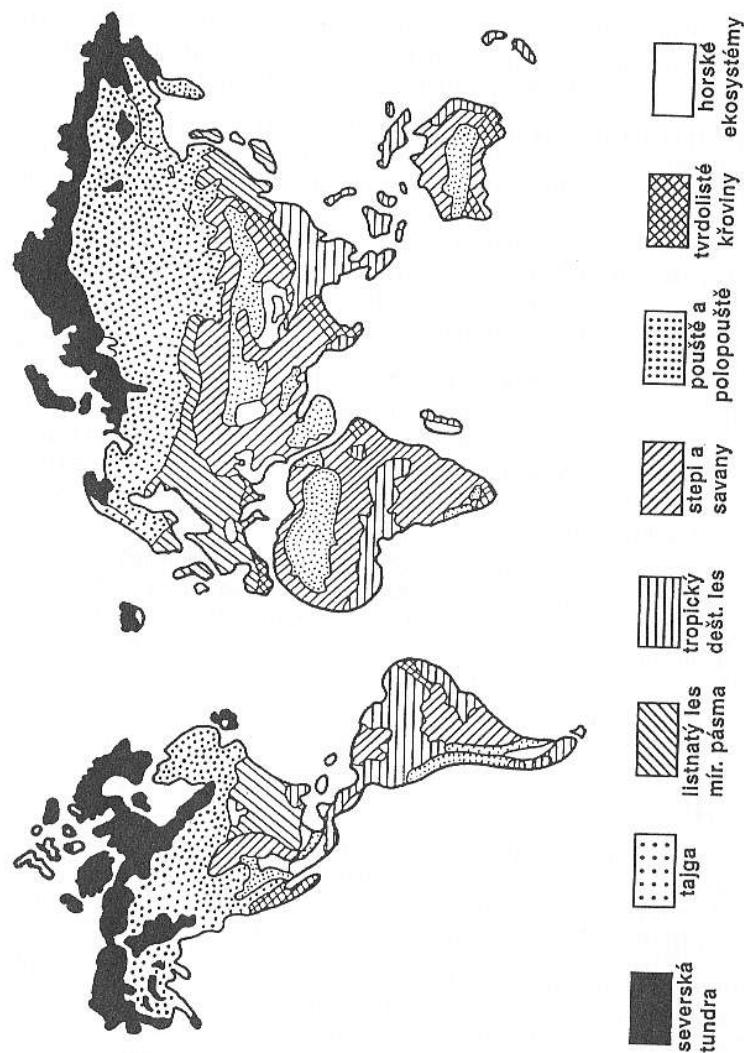 severská
tundra
tajga
listnatý les
mír. pásma
tropický
dešt. les
stepi a
savany
pouště a
polopouště
tvrdolisté
křoviny
horské
ekosystémy